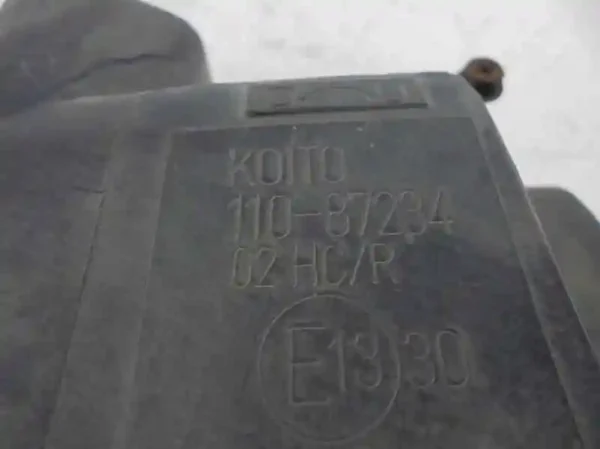 KOITO
110-87234
02 HC/R
E13 30